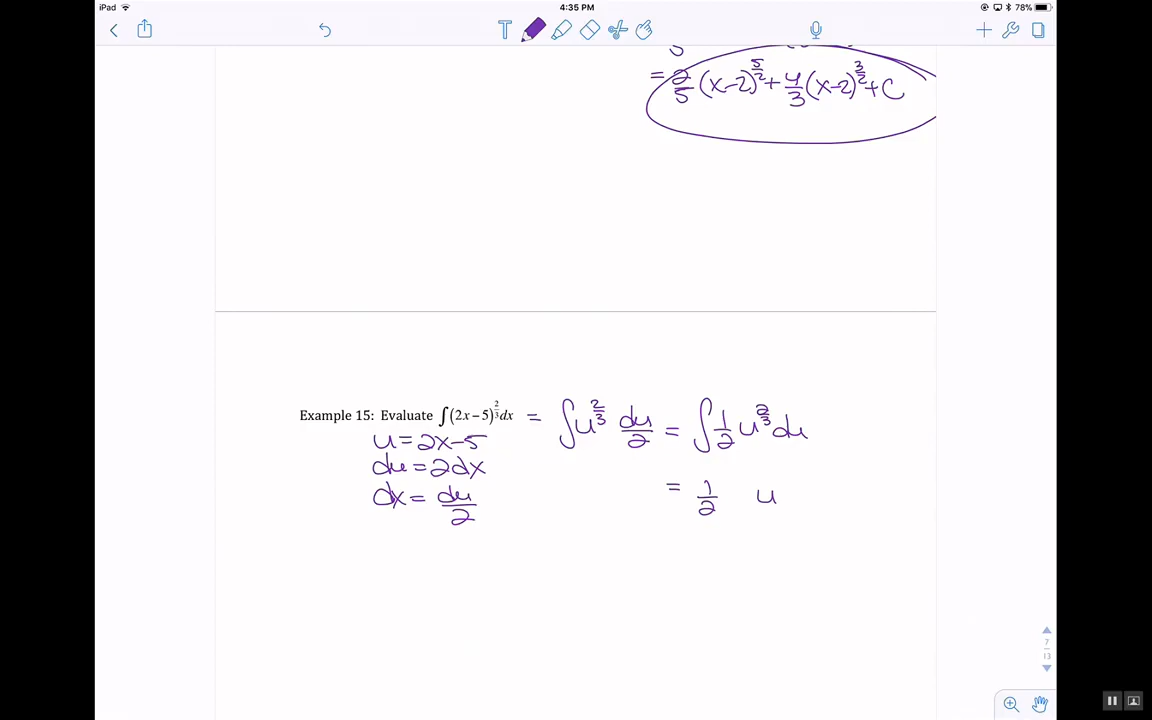 iPad 4:35 PM 78%
= 2/5 (x-2)^{5/2} + 4/3 (x-2)^{3/2} + C
Example 15: Evaluate ∫(2x-5)^{2/3} dx = ∫u^{2/3} du/2 = ∫1/2 u^{2/3} du
u=2x-5
du=2dx
dx=du/2
= 1/2 u
7
13